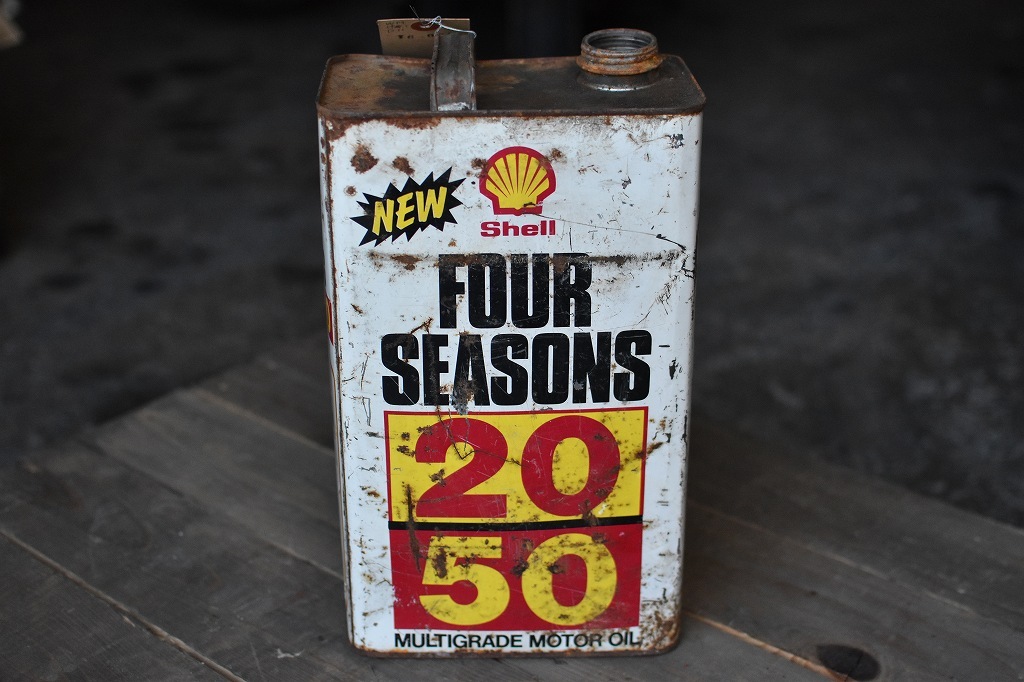 NEW
Shell
FOUR
SEASONS
20
50
MULTIGRADE MOTOR OIL